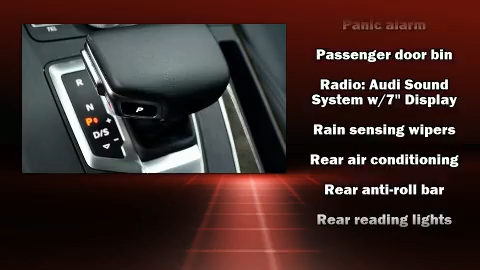 Panic alarm
Passenger door bin
Radio: Audi Sound
System w/7" Display
Rain sensing wipers
Rear air conditioning
Rear anti-roll bar
Rear reading lights
R
N
P
D/S
+
−
P